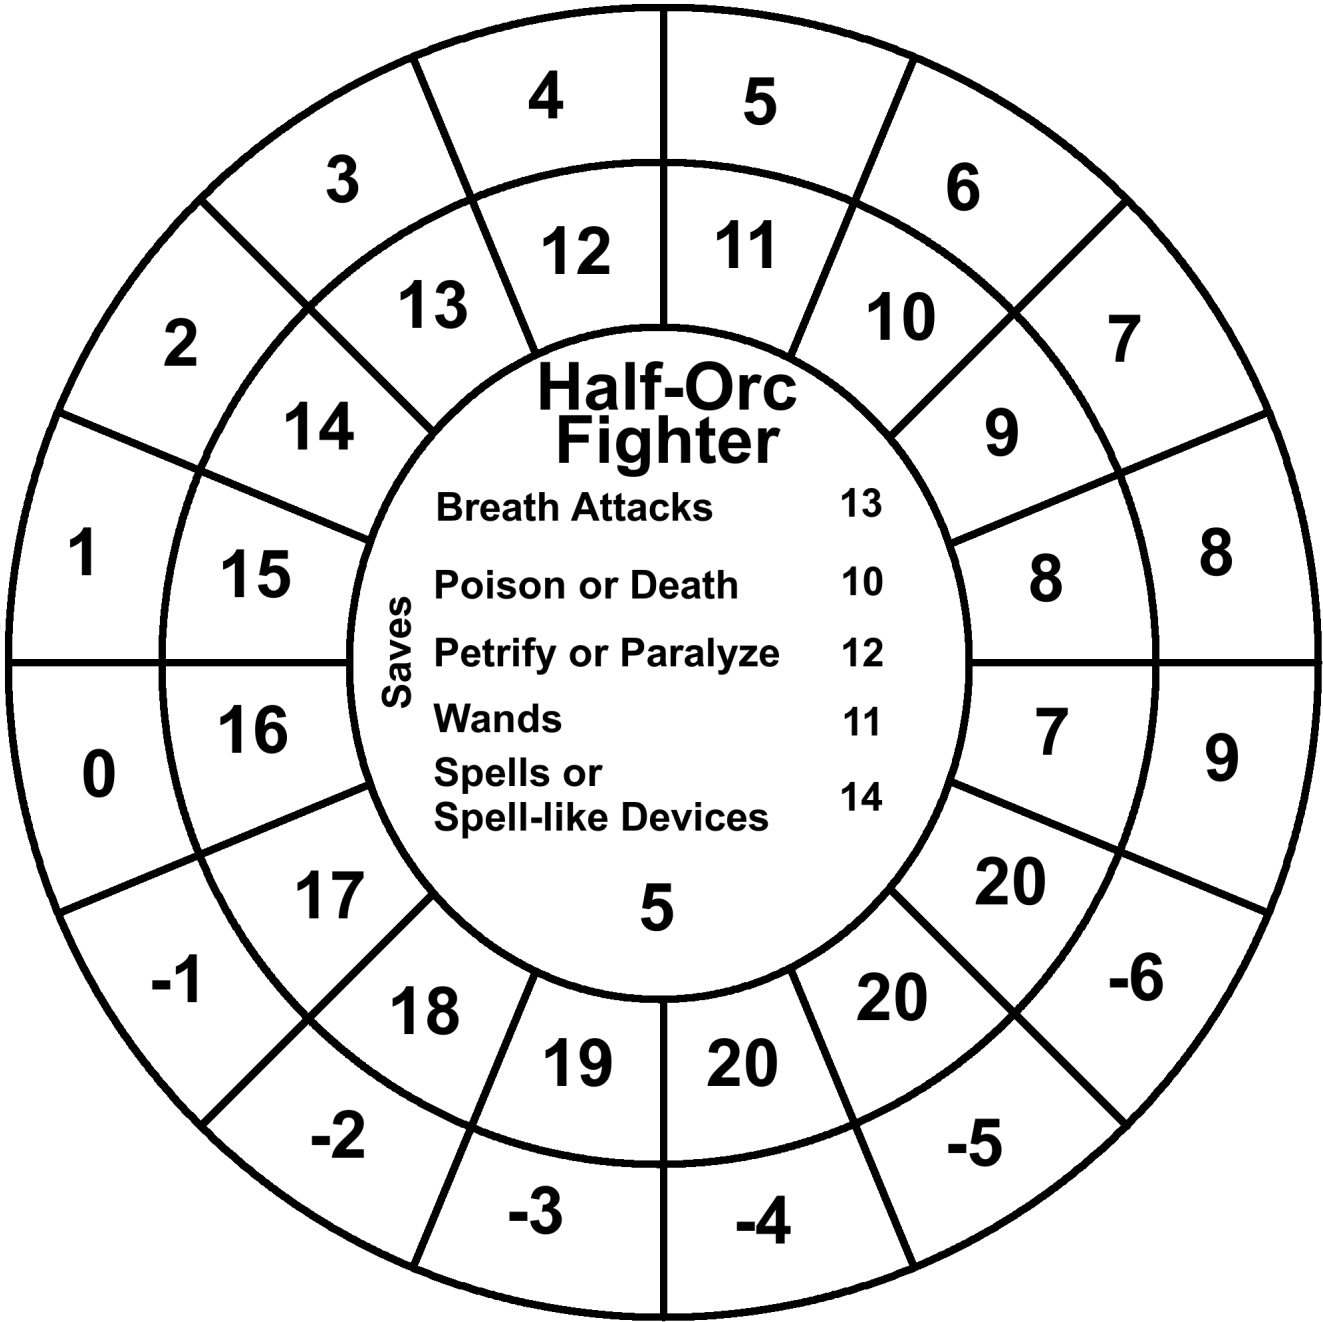 4 5
3 6
12 11
13 10
2 7
14 9
Half-Orc
Fighter
Breath Attacks 13
1 8
15 8
Poison or Death 10
Saves
Petrify or Paralyze 12
Wands 11
16 7
0 9
Spells or
Spell-like Devices 14
17 20
5
-1 -6
18 20
19 20
-2 -5
-3 -4